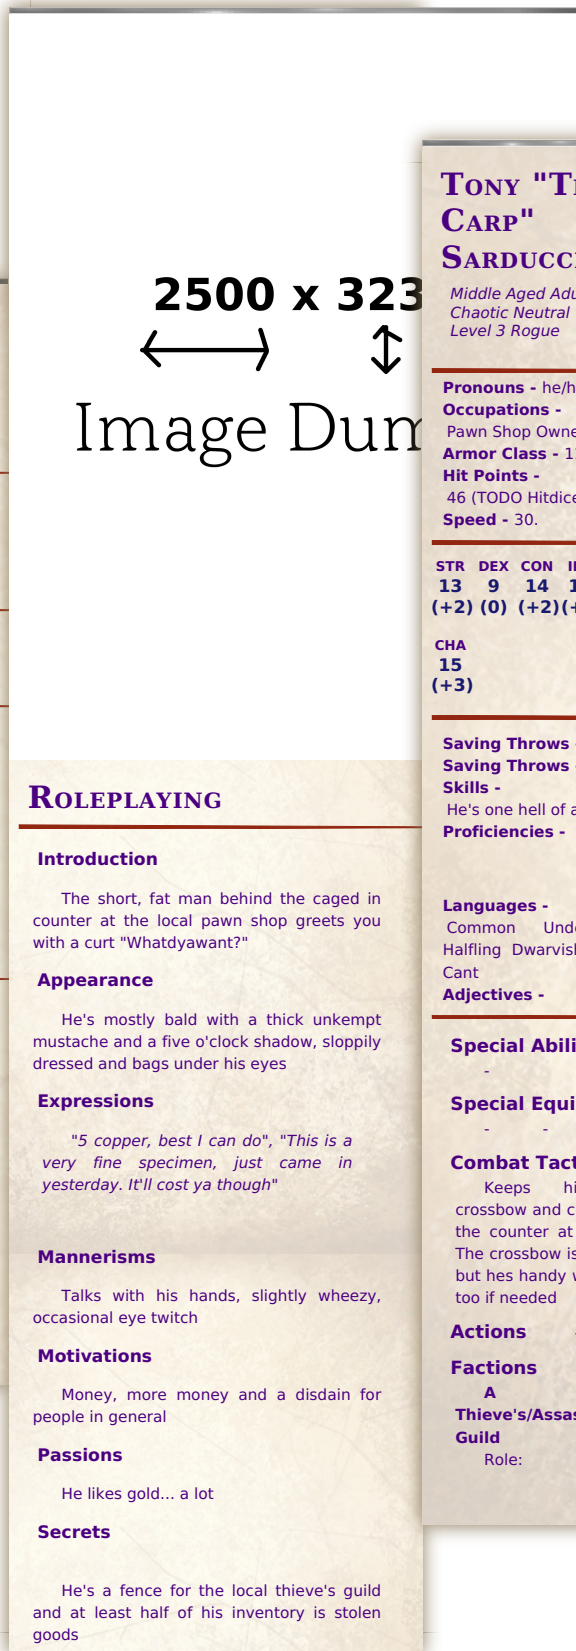 2500 x 323
Image Dum
Roleplaying
Introduction
The short, fat man behind the caged in
counter at the local pawn shop greets you
with a curt "Whatdyawant?"
Appearance
He's mostly bald with a thick unkempt
mustache and a five o'clock shadow, sloppily
dressed and bags under his eyes
Expressions
"5 copper, best I can do", "This is a
very fine specimen, just came in
yesterday. It'll cost ya though"
Mannerisms
Talks with his hands, slightly wheezy,
occasional eye twitch
Motivations
Money, more money and a disdain for
people in general
Passions
He likes gold... a lot
Secrets
He's a fence for the local thieve's guild
and at least half of his inventory is stolen
goods
Tony "T
Carp"
Sarducc
Middle Aged Adu
Chaotic Neutral
Level 3 Rogue
Pronouns - he/h
Occupations -
Pawn Shop Owne
Armor Class - 1
Hit Points -
46 (TODO Hitdice
Speed - 30.
STR DEX CON I
13 9 14 1
(+2) (0) (+2) (+
CHA
15
(+3)
Saving Throws -
Saving Throws -
Skills -
He's one hell of a
Proficiencies -
Languages -
Common Unde
Halfling Dwarvish
Cant
Adjectives -
Special Abili
-
Special Equi
- -
Combat Tact
Keeps hi
crossbow and c
the counter at
The crossbow is
but hes handy w
too if needed
Actions
Factions
A
Thieve's/Assas
Guild
Role: